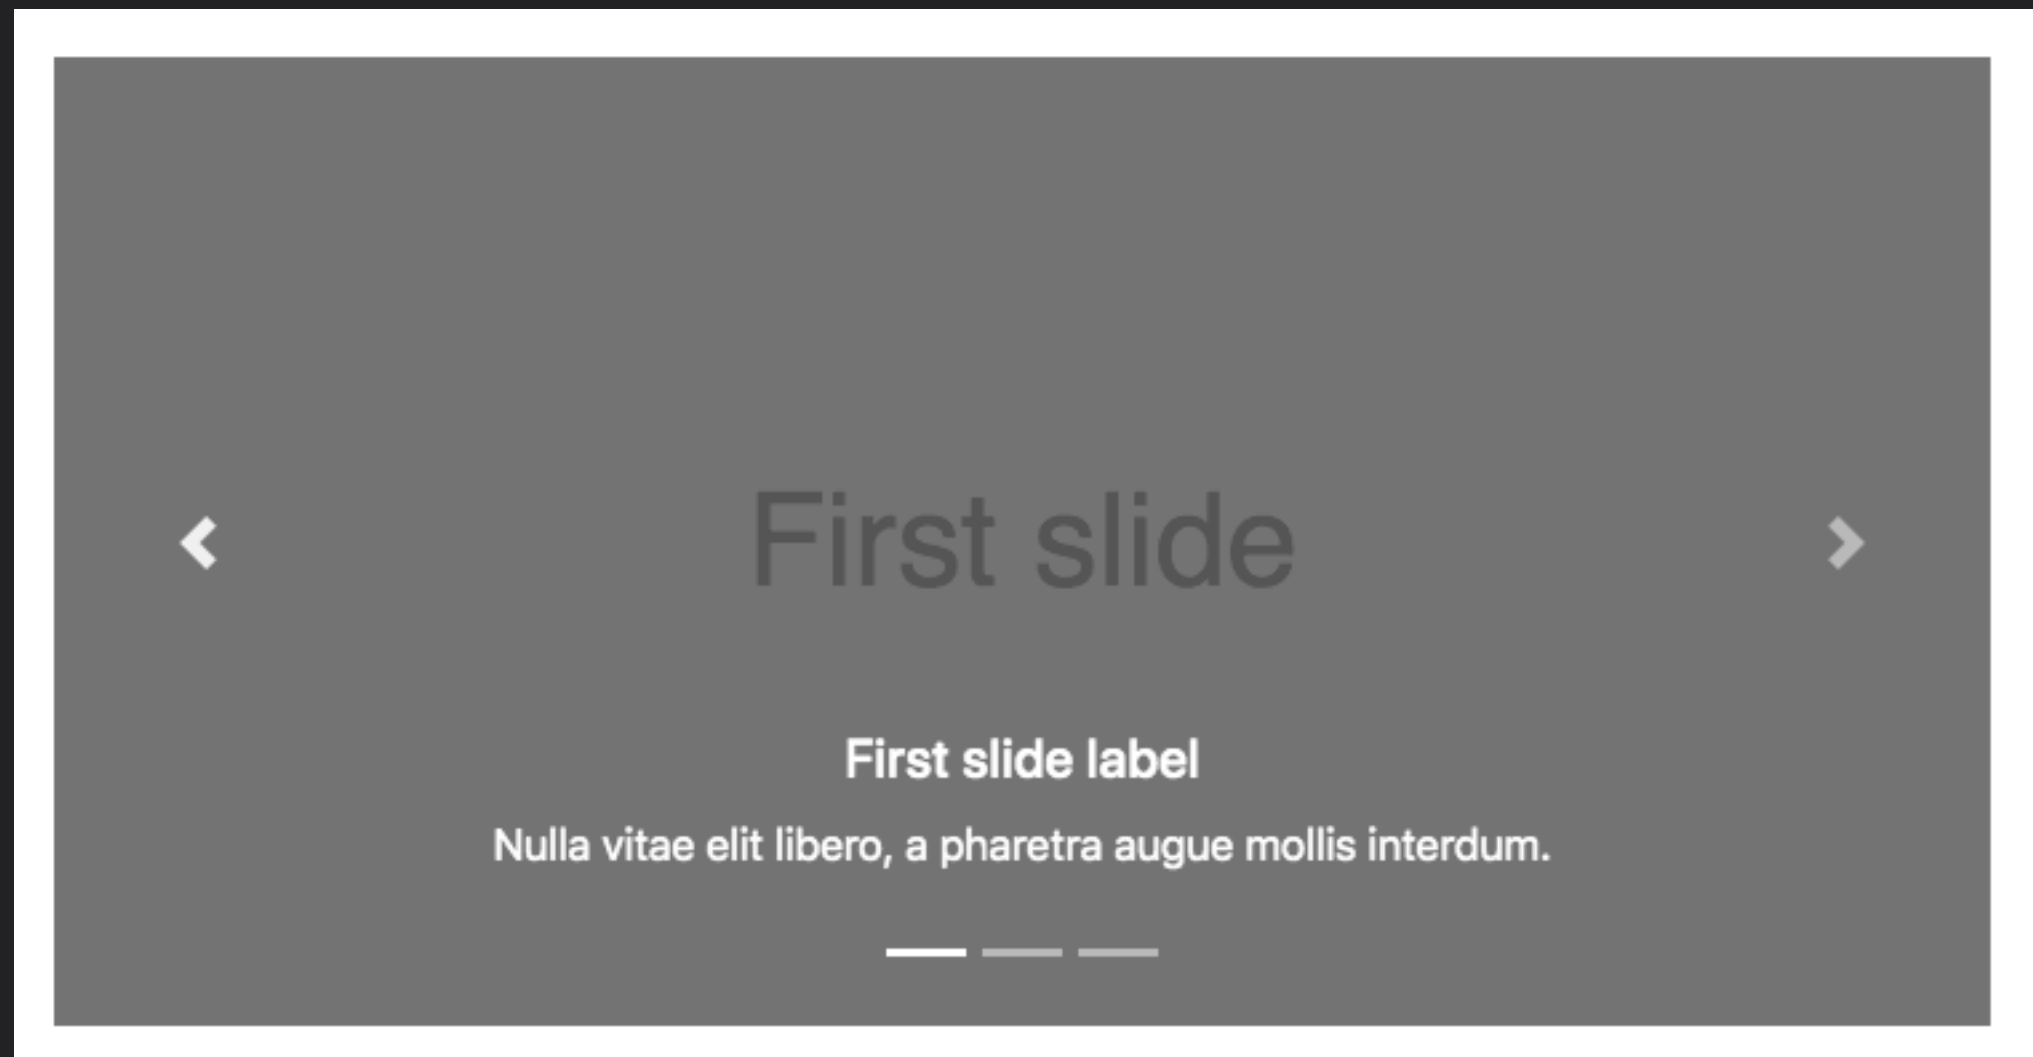 First slide
First slide label
Nulla vitae elit libero, a pharetra augue mollis interdum.